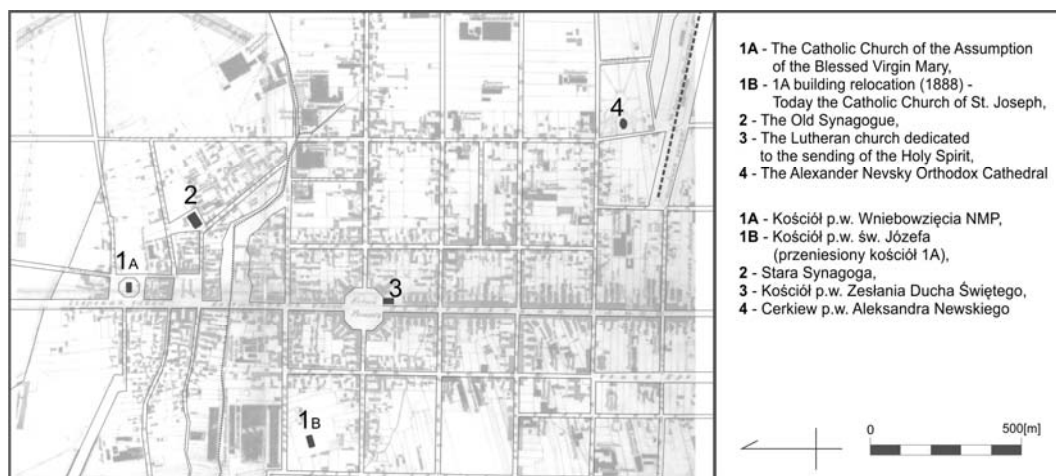 4
2
1A
3
1B
1A - The Catholic Church of the Assumption
of the Blessed Virgin Mary,
1B - 1A building relocation (1888) -
Today the Catholic Church of St. Joseph,
2 - The Old Synagogue,
3 - The Lutheran church dedicated
to the sending of the Holy Spirit,
4 - The Alexander Nevsky Orthodox Cathedral
1A - Kościół p.w. Wniebowzięcia NMP,
1B - Kościół p.w. św. Józefa
(przeniesiony kościół 1A),
2 - Stara Synagoga,
3 - Kościół p.w. Zesłania Ducha Świętego,
4 - Cerkiew p.w. Aleksandra Newskiego
0 500[m]